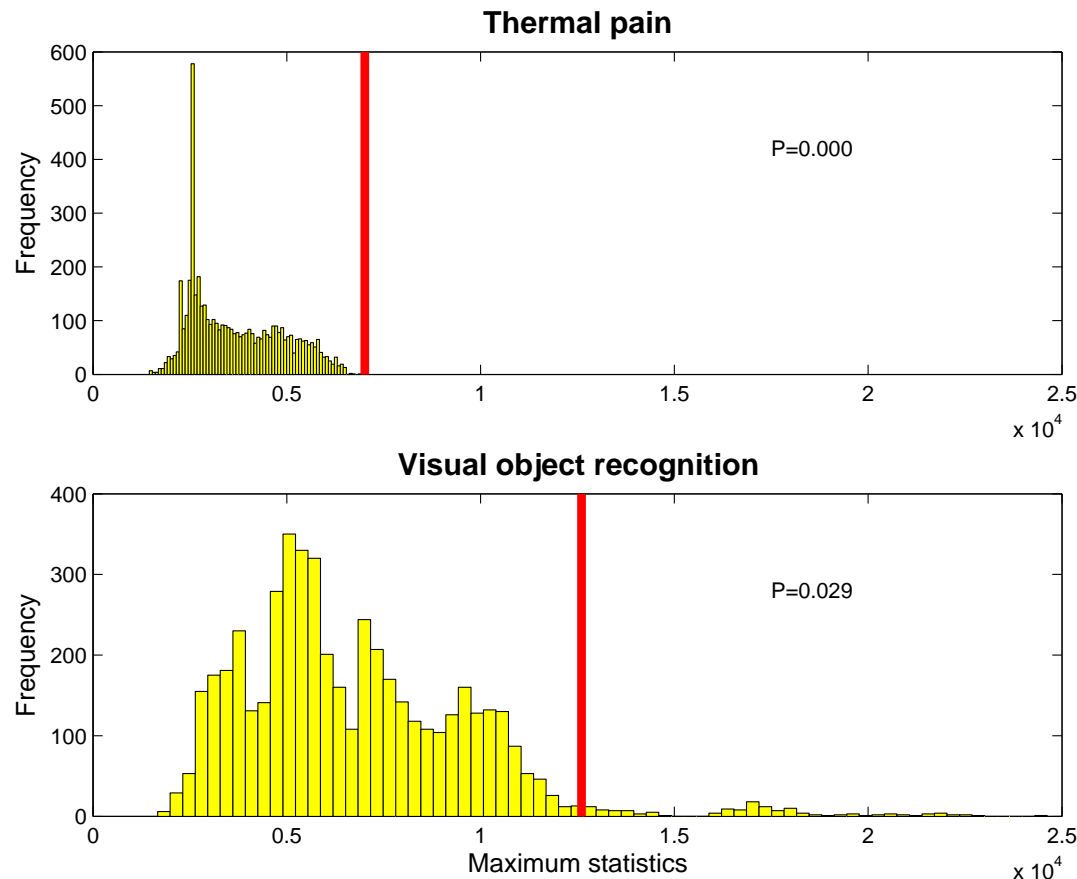 Thermal pain
600
500
400
300
200
100
0
Frequency
P=0.000
0 0.5 1 1.5 2 2.5
x 10^4
Visual object recognition
400
300
200
100
0
Frequency
P=0.029
0 0.5 1 1.5 2 2.5
Maximum statistics
x 10^4